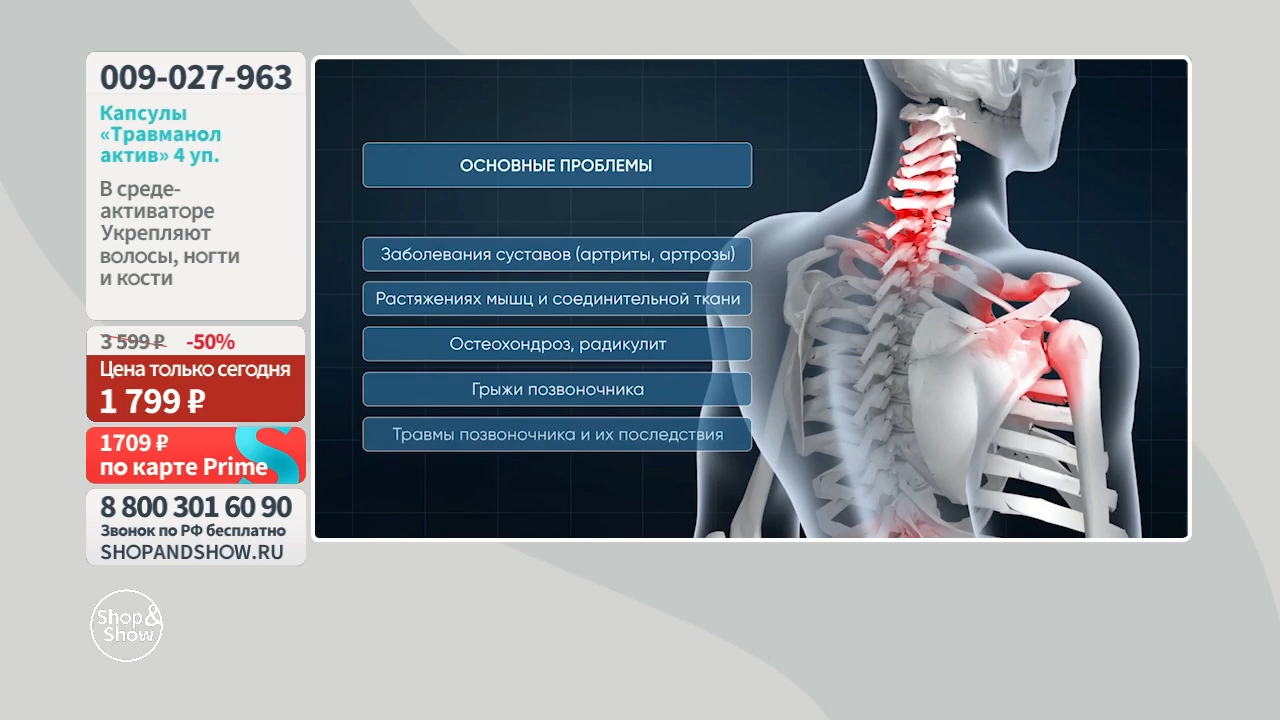 009-027-963
Капсулы
«Травманол
актив» 4 уп.
В среде-
активаторе
Укрепляют
волосы, ногти
и кости
3 599 ₽ -50%
Цена только сегодня
1 799 ₽
1709 ₽
по карте Prime
8 800 301 60 90
Звонок по РФ бесплатно
SHOPANDSHOW.RU
Shop&
Show
ОСНОВНЫЕ ПРОБЛЕМЫ
Заболевания суставов (артриты, артрозы)
Растяжениях мышц и соединительной ткани
Остеохондроз, радикулит
Грыжи позвоночника
Травмы позвоночника и их последствия